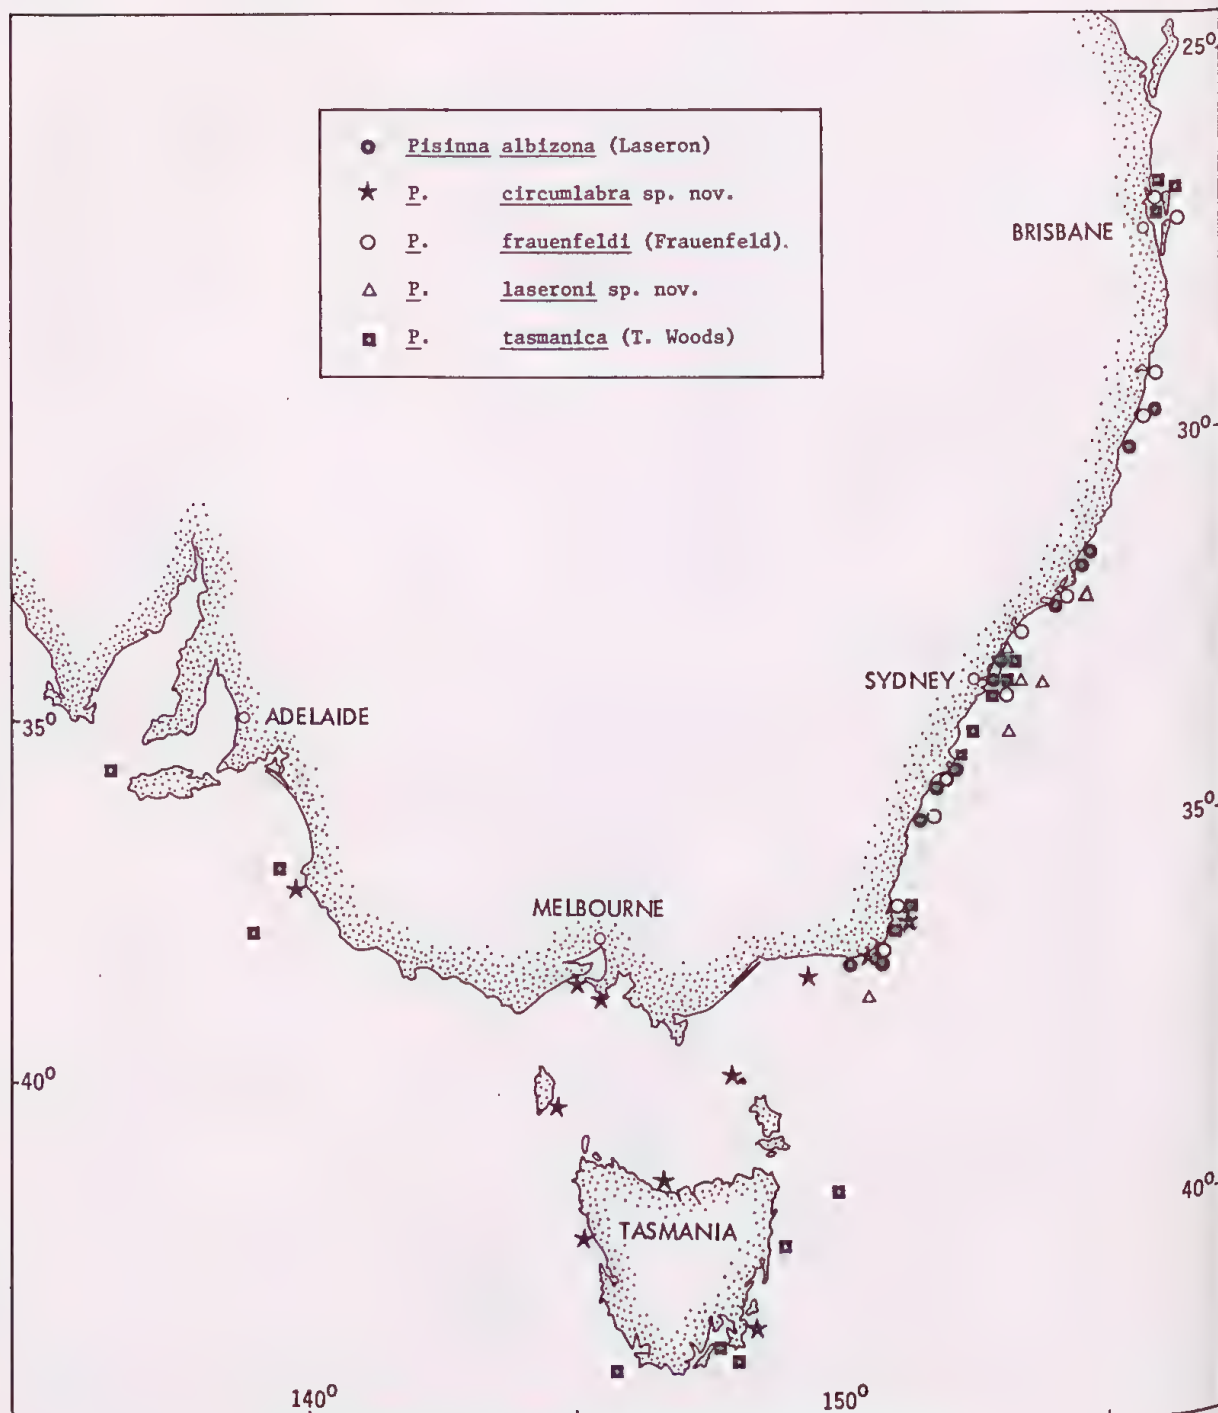 25°
Pisinna albizona (Laseron)
P. circumlabra sp. nov.
P. frauenfeldi (Frauenfeld).
P. laseroni sp. nov.
P. tasmanica (T. Woods)
BRISBANE
30°
SYDNEY
ADELAIDE
35°
35°
MELBOURNE
40°
40°
TASMANIA
140°
150°